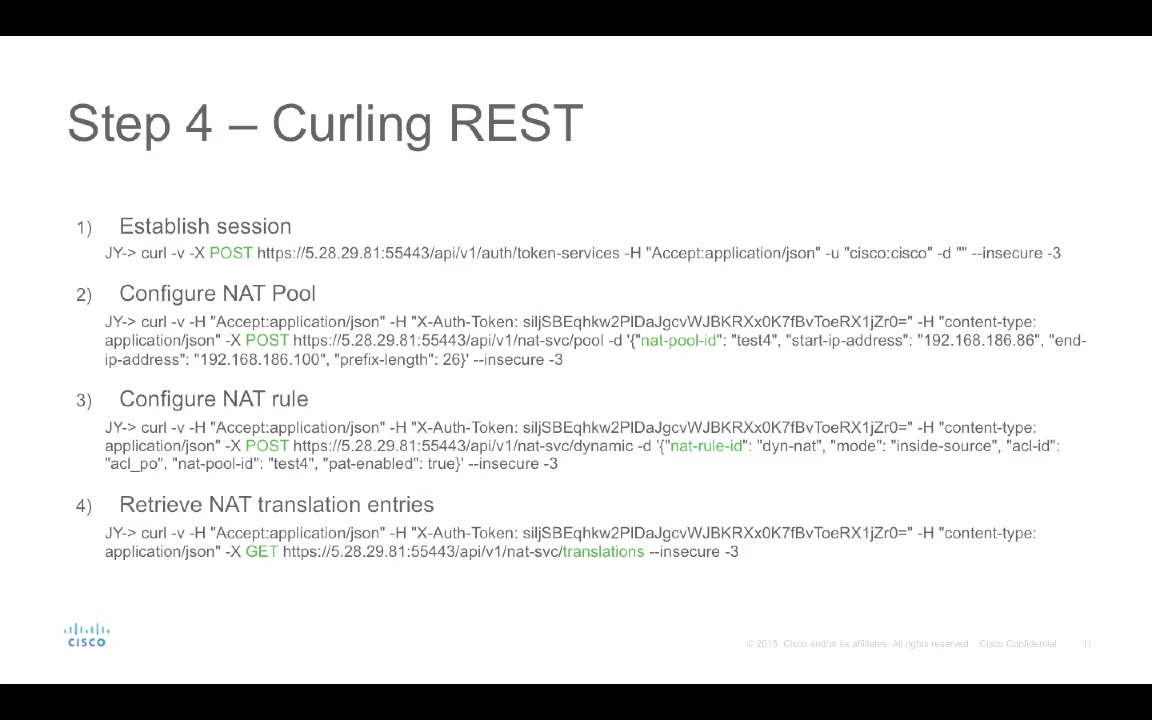 Step 4 – Curling REST
1) Establish session
JY-> curl -v -X POST https://5.28.29.81:55443/api/v1/auth/token-services -H "Accept:application/json" -u "cisco:cisco" -d "" --insecure -3
2) Configure NAT Pool
JY-> curl -v -H "Accept:application/json" -H "X-Auth-Token: siljSBEqhkw2PlDaJgcvWJBKRXx0K7fBvToeRX1jZr0=" -H "content-type:
application/json" -X POST https://5.28.29.81:55443/api/v1/nat-svc/pool -d '{"nat-pool-id": "test4", "start-ip-address": "192.168.186.86", "end-
ip-address": "192.168.186.100", "prefix-length": 26}' --insecure -3
3) Configure NAT rule
JY-> curl -v -H "Accept:application/json" -H "X-Auth-Token: siljSBEqhkw2PlDaJgcvWJBKRXx0K7fBvToeRX1jZr0=" -H "content-type:
application/json" -X POST https://5.28.29.81:55443/api/v1/nat-svc/dynamic -d '{"nat-rule-id": "dyn-nat", "mode": "inside-source", "acl-id":
"acl_po", "nat-pool-id": "test4", "pat-enabled": true}' --insecure -3
4) Retrieve NAT translation entries
JY-> curl -v -H "Accept:application/json" -H "X-Auth-Token: siljSBEqhkw2PlDaJgcvWJBKRXx0K7fBvToeRX1jZr0=" -H "content-type:
application/json" -X GET https://5.28.29.81:55443/api/v1/nat-svc/translations --insecure -3
CISCO
© 2015 Cisco and/or its affiliates. All rights reserved Cisco Confidential 11